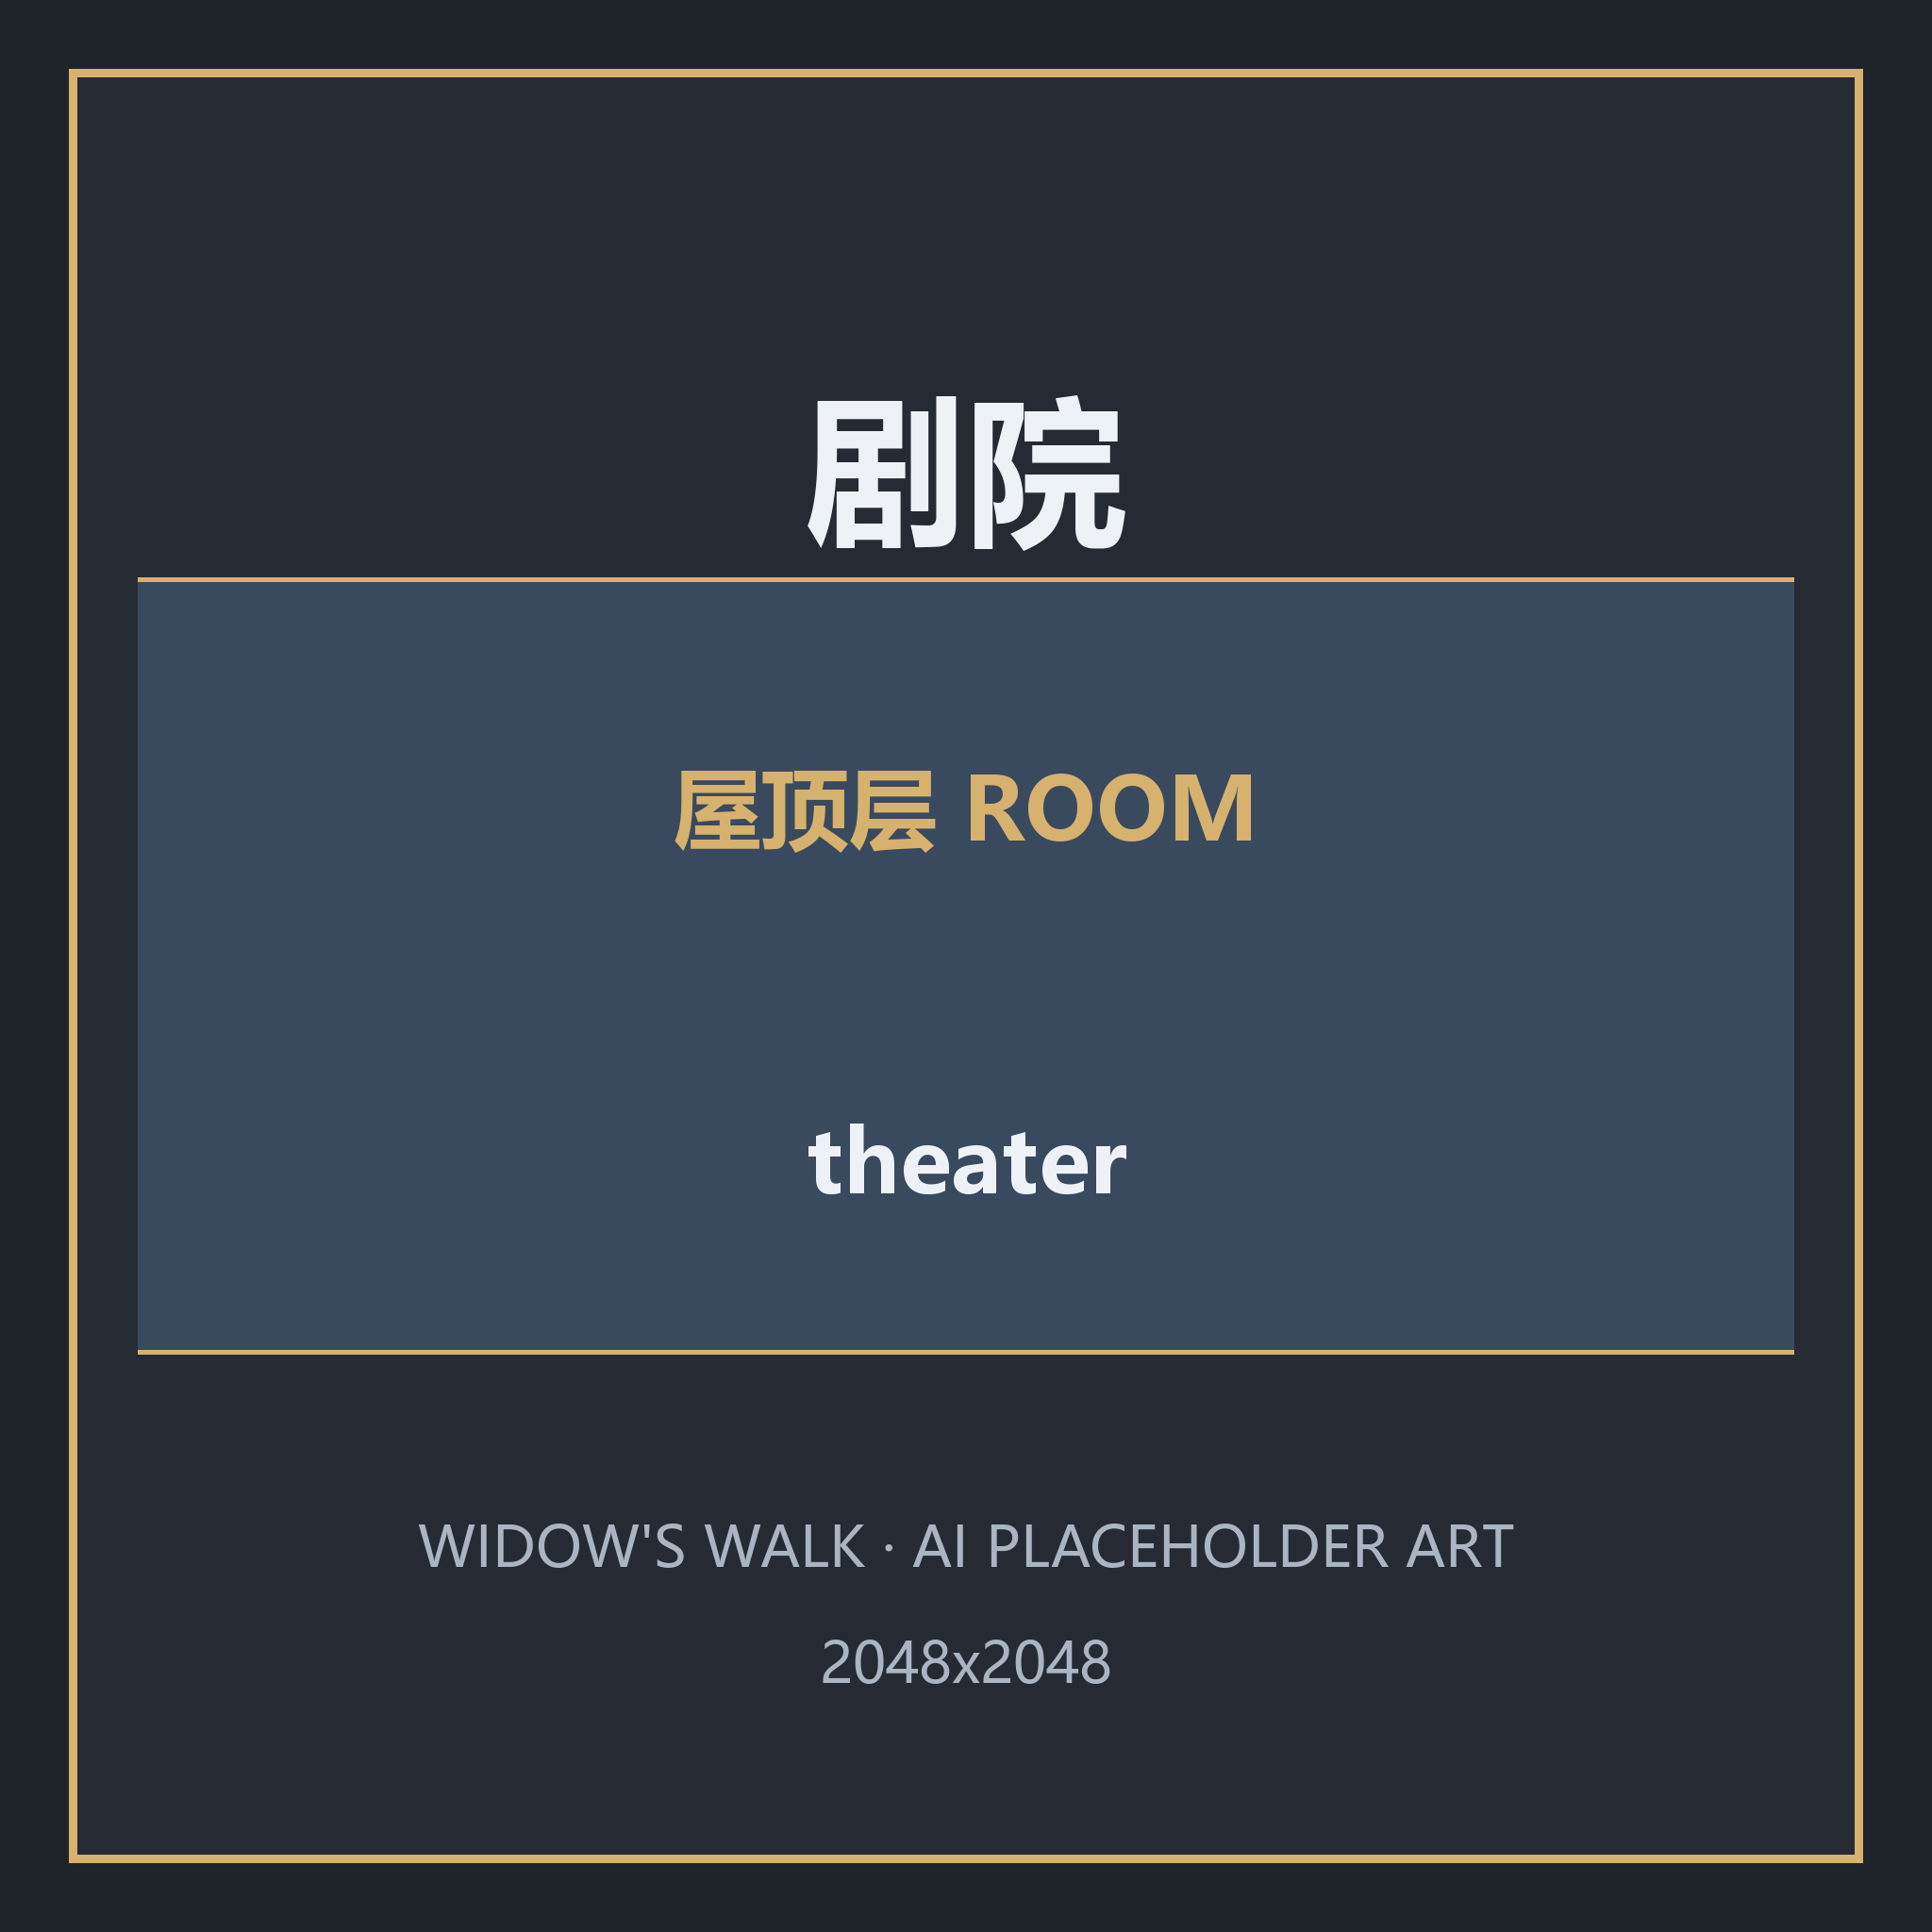 剧院
屋顶层 ROOM
theater
WIDOW'S WALK · AI PLACEHOLDER ART
2048x2048